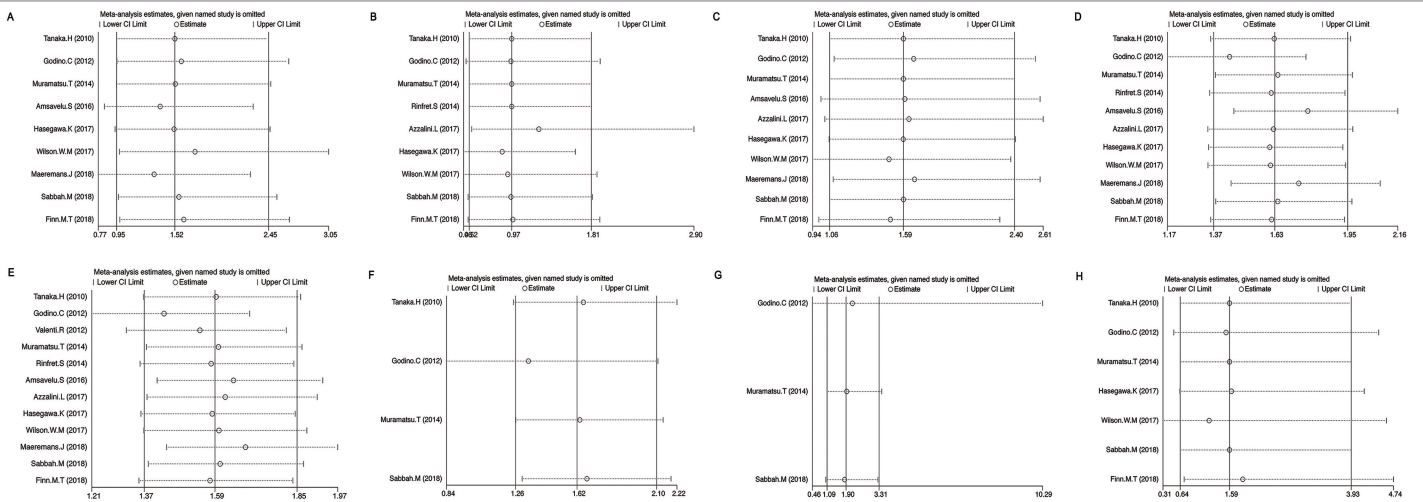 A
Meta-analysis estimates, given named study is omitted
Lower CI Limit Estimate Upper CI Limit
Tanaka.H (2010)
Godino.C (2012)
Muramatsu.T (2014)
Amsavelu.S (2016)
Hasegawa.K (2017)
Wilson.W.M (2017)
Maeremans.J (2018)
Sabbah.M (2018)
Finn.M.T (2018)
0.77 0.95 1.52 2.45 3.05
B
Meta-analysis estimates, given named study is omitted
Lower CI Limit Estimate Upper CI Limit
Tanaka.H (2010)
Godino.C (2012)
Muramatsu.T (2014)
Rinfret.S (2014)
Azzalini.L (2017)
Hasegawa.K (2017)
Wilson.W.M (2017)
Sabbah.M (2018)
Finn.M.T (2018)
0.97 1.81 2.90
C
Meta-analysis estimates, given named study is omitted
Lower CI Limit Estimate Upper CI Limit
Tanaka.H (2010)
Godino.C (2012)
Muramatsu.T (2014)
Amsavelu.S (2016)
Azzalini.L (2017)
Hasegawa.K (2017)
Wilson.W.M (2017)
Maeremans.J (2018)
Sabbah.M (2018)
Finn.M.T (2018)
0.94 1.06 1.59 2.40 2.61
D
Meta-analysis estimates, given named study is omitted
Lower CI Limit Estimate Upper CI Limit
Tanaka.H (2010)
Godino.C (2012)
Muramatsu.T (2014)
Rinfret.S (2014)
Amsavelu.S (2016)
Azzalini.L (2017)
Hasegawa.K (2017)
Wilson.W.M (2017)
Maeremans.J (2018)
Sabbah.M (2018)
Finn.M.T (2018)
1.17 1.37 1.63 1.95 2.16
E
Meta-analysis estimates, given named study is omitted
Lower CI Limit Estimate Upper CI Limit
Tanaka.H (2010)
Godino.C (2012)
Valenti.R (2012)
Muramatsu.T (2014)
Rinfret.S (2014)
Amsavelu.S (2016)
Azzalini.L (2017)
Hasegawa.K (2017)
Wilson.W.M (2017)
Maeremans.J (2018)
Sabbah.M (2018)
Finn.M.T (2018)
1.21 1.37 1.59 1.85 1.97
F
Meta-analysis estimates, given named study is omitted
Lower CI Limit Estimate Upper CI Limit
Tanaka.H (2010)
Godino.C (2012)
Muramatsu.T (2014)
Sabbah.M (2018)
0.84 1.26 1.62 2.10 2.22
G
Meta-analysis estimates, given named study is omitted
Lower CI Limit Estimate Upper CI Limit
Godino.C (2012)
Muramatsu.T (2014)
Sabbah.M (2018)
0.46 1.09 1.90 3.31 10.29
H
Meta-analysis estimates, given named study is omitted
Lower CI Limit Estimate Upper CI Limit
Tanaka.H (2010)
Godino.C (2012)
Muramatsu.T (2014)
Hasegawa.K (2017)
Wilson.W.M (2017)
Sabbah.M (2018)
Finn.M.T (2018)
0.31 0.64 1.59 3.93 4.74